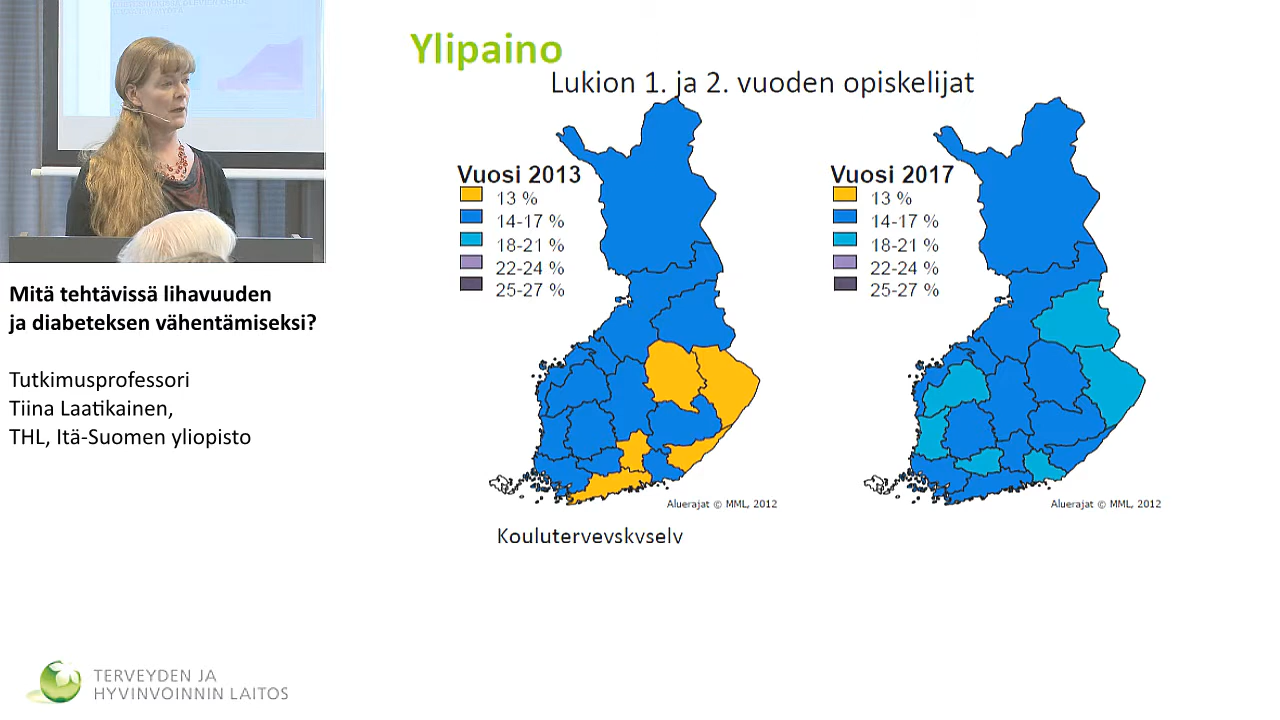 Ylipaino
Lukion 1. ja 2. vuoden opiskelijat
Vuosi 2013
13 %
14-17 %
18-21 %
22-24 %
25-27 %
Aluerajat © MML, 2012
Vuosi 2017
13 %
14-17 %
18-21 %
22-24 %
25-27 %
Aluerajat © MML, 2012
Mitä tehtävissä lihavuuden
ja diabeteksen vähentämiseksi?
Tutkimusprofessori
Tiina Laatikainen,
THL, Itä-Suomen yliopisto
TERVEYDEN JA
HYVINVOINNIN LAITOS